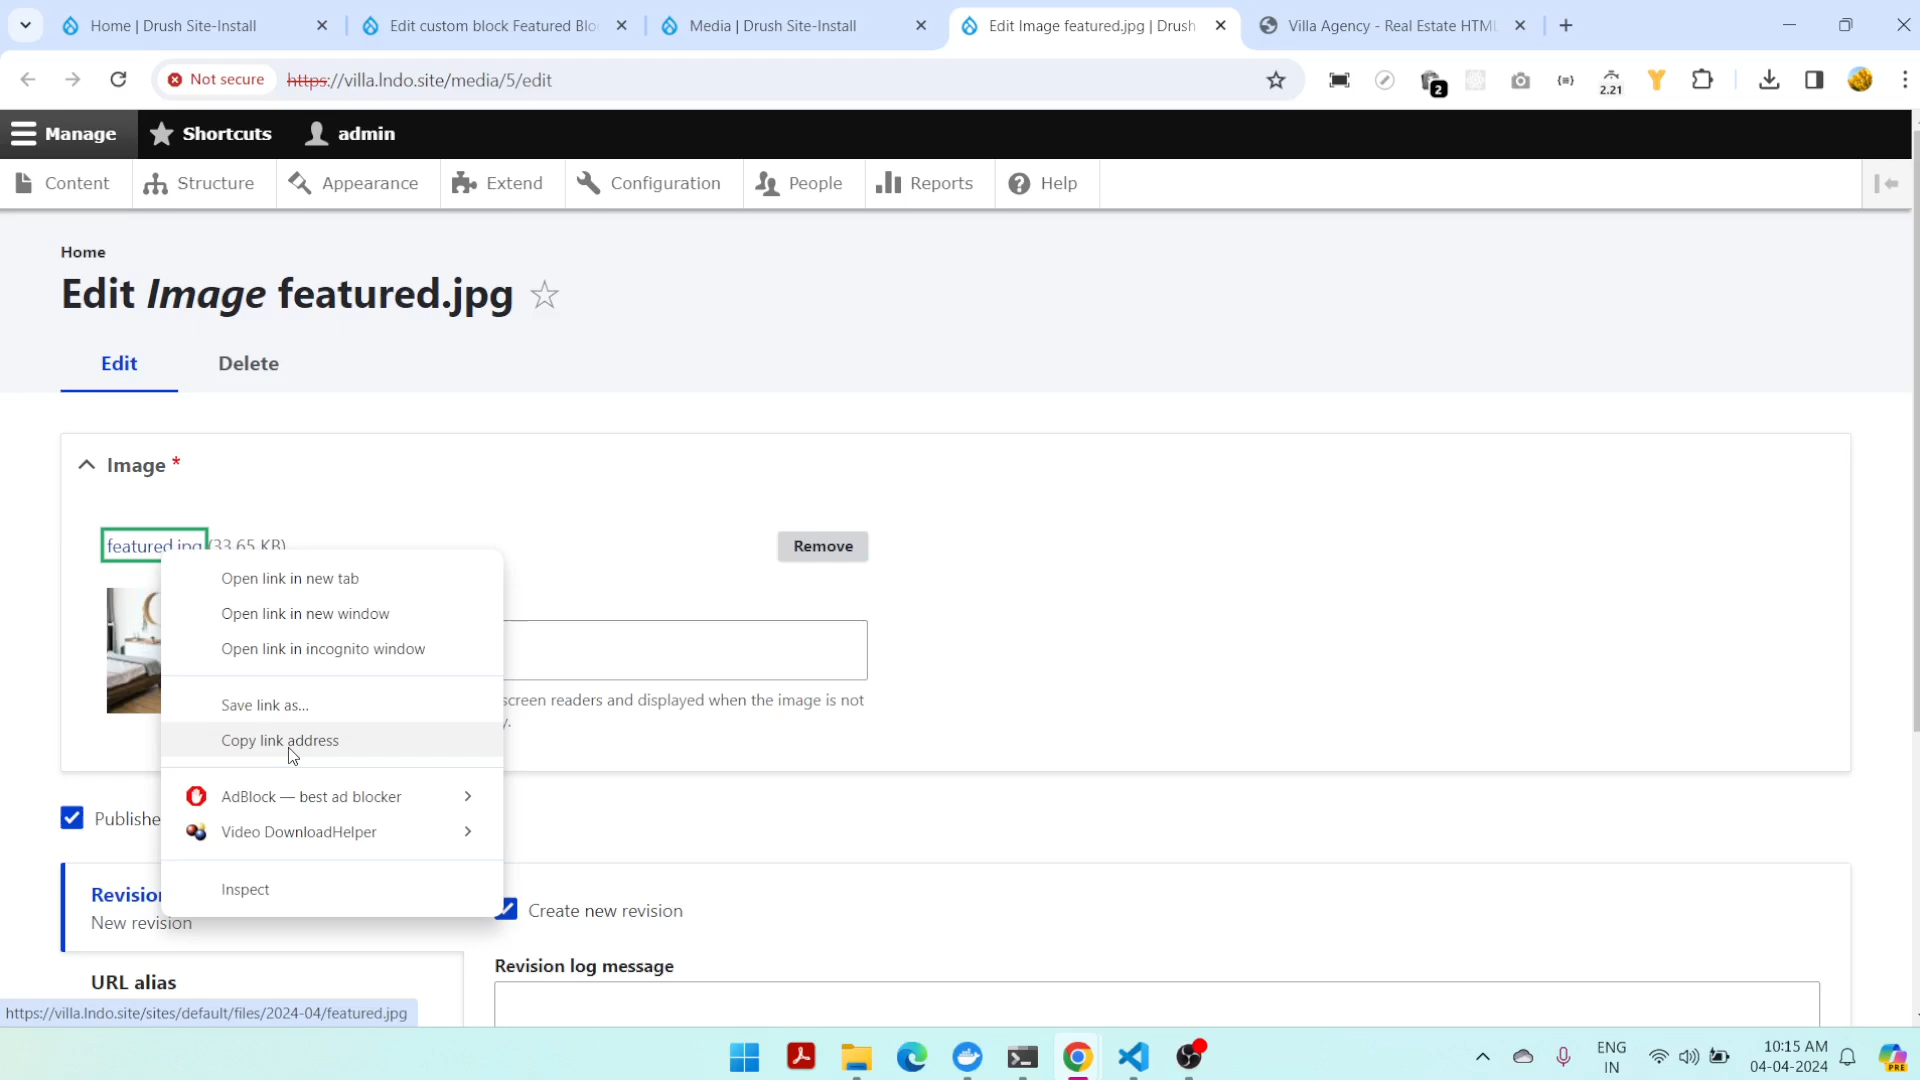 Home | Drush Site-Install
Edit custom block Featured Blo
Media | Drush Site-Install
Edit Image featured.jpg | Drush
Villa Agency - Real Estate HTML
Not secure
https://villa.lndo.site/media/5/edit
2
2.21
Manage
Shortcuts
admin
Content
Structure
Appearance
Extend
Configuration
People
Reports
Help
Home
Edit Image featured.jpg
Edit
Delete
Image *
featured.jpg (33.65 KB)
Remove
Open link in new tab
Open link in new window
Open link in incognito window
Save link as...
screen readers and displayed when the image is not
y.
Copy link address
AdBlock — best ad blocker
Publishe
Video DownloadHelper
Inspect
Revision
New revision
Create new revision
Revision log message
URL alias
https://villa.lndo.site/sites/default/files/2024-04/featured.jpg
ENG
IN
10:15 AM
04-04-2024
PRE